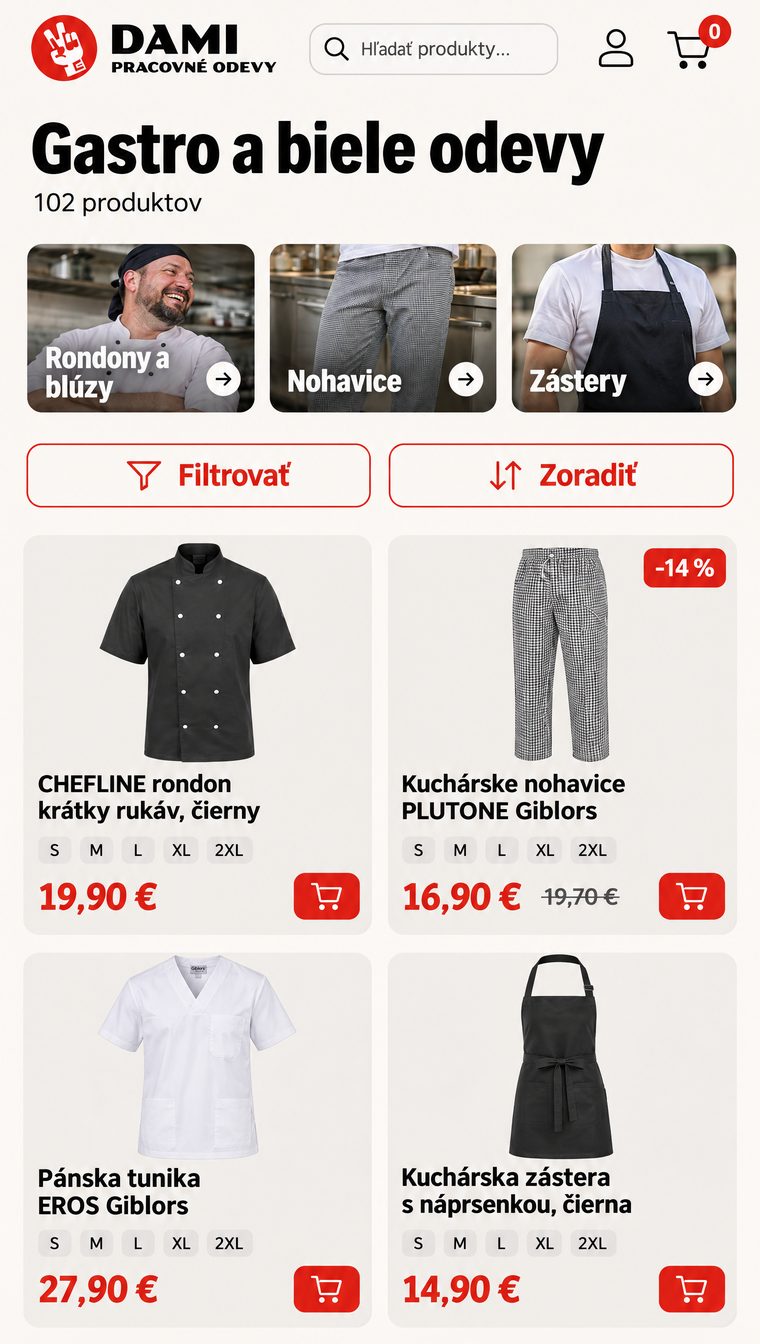 DAMI
PRACOVNÉ ODEVY
Hľadať produkty...
0
Gastro a biele odevy
102 produktov
Rondony a
blúzy
Nohavice
Zástery
Filtrovať
Zoradiť
-14 %
CHEFLINE rondon
krátky rukáv, čierny
S M L XL 2XL
19,90 €
Kuchárske nohavice
PLUTONE Giblors
S M L XL 2XL
16,90 € 19,70 €
Giblors
Pánska tunika
EROS Giblors
S M L XL 2XL
27,90 €
Kuchárska zástera
s náprsenkou, čierna
S M L XL 2XL
14,90 €